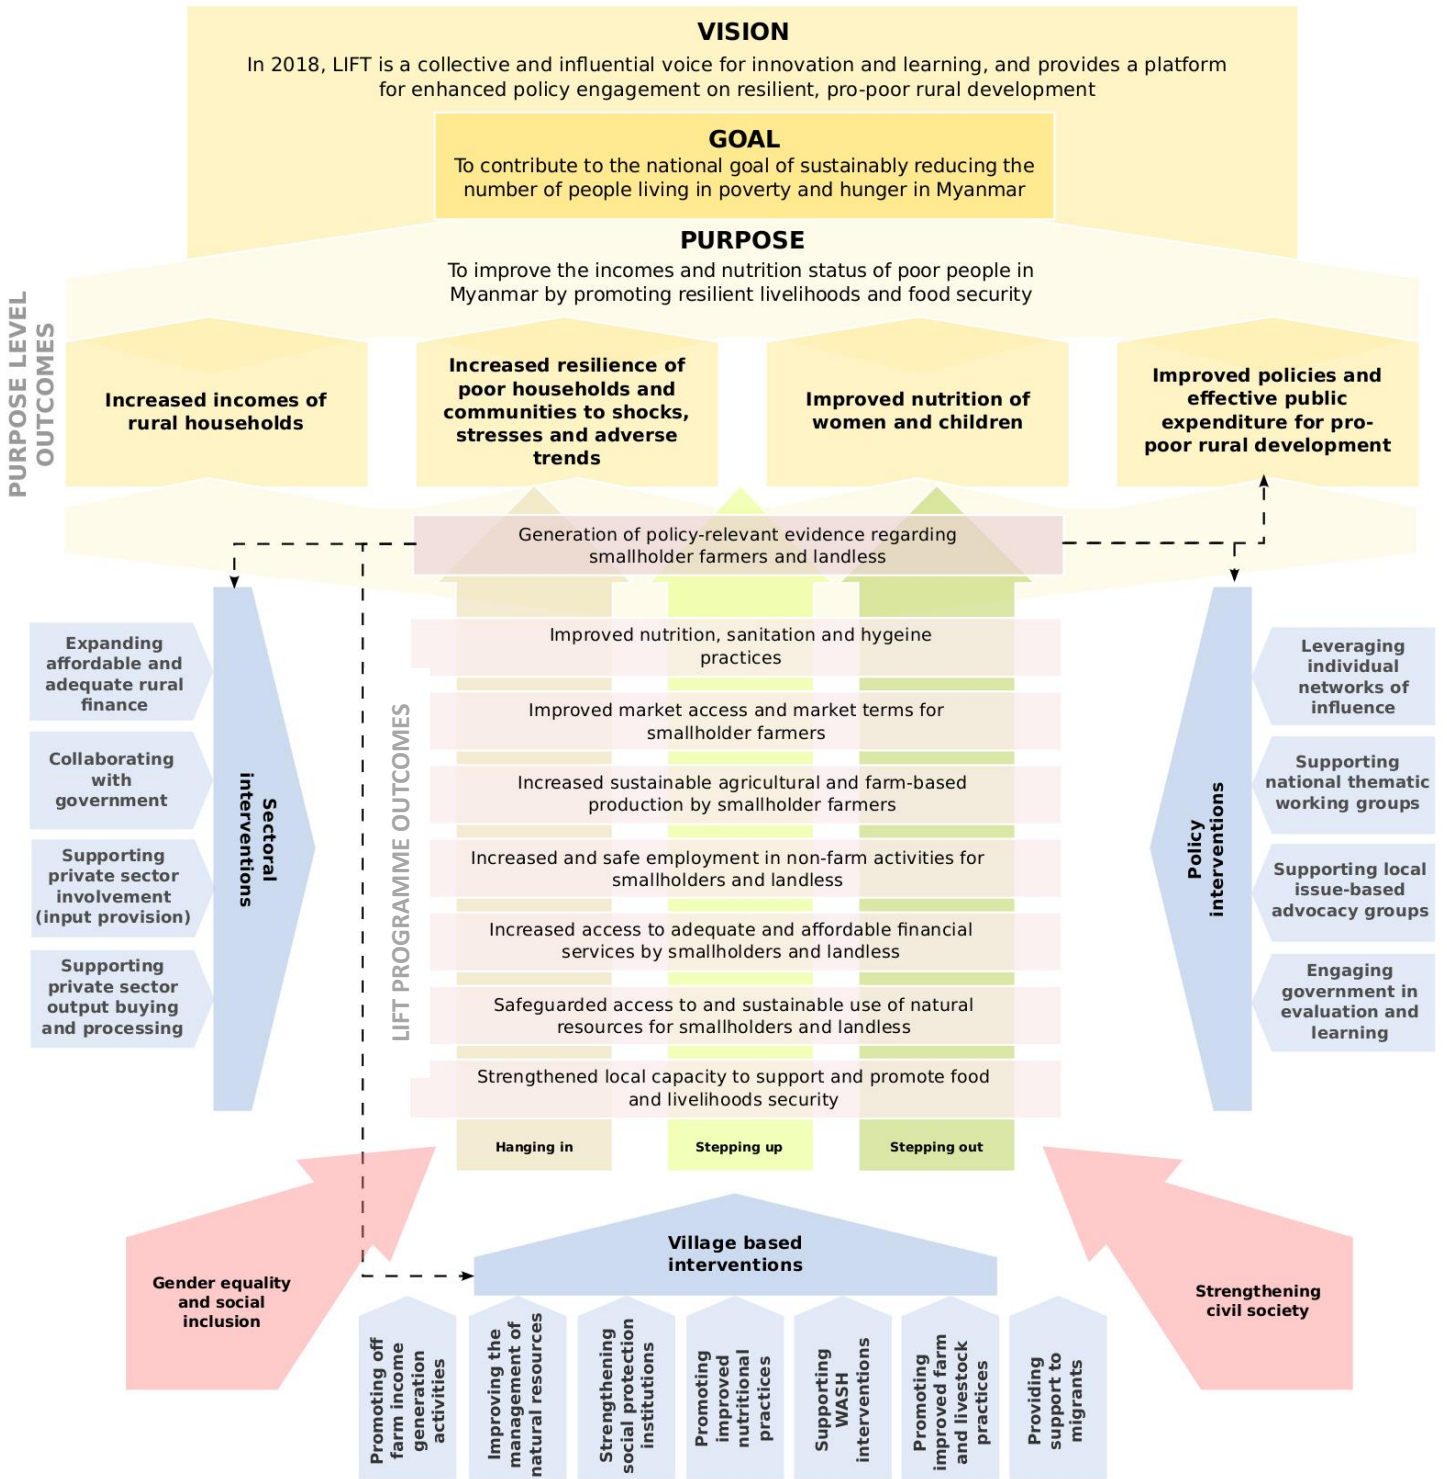 VISION
In 2018, LIFT is a collective and influential voice for innovation and learning, and provides a platform
for enhanced policy engagement on resilient, pro-poor rural development
GOAL
To contribute to the national goal of sustainably reducing the
number of people living in poverty and hunger in Myanmar
PURPOSE
To improve the incomes and nutrition status of poor people in
Myanmar by promoting resilient livelihoods and food security
PURPOSE LEVEL
OUTCOMES
Increased incomes of
rural households
Increased resilience of
poor households and
communities to shocks,
stresses and adverse
trends
Improved nutrition of
women and children
Improved policies and
effective public
expenditure for pro-
poor rural development
Generation of policy-relevant evidence regarding
smallholder farmers and landless
Improved nutrition, sanitation and hygeine
practices
Improved market access and market terms for
smallholder farmers
Increased sustainable agricultural and farm-based
production by smallholder farmers
Increased and safe employment in non-farm activities for
smallholders and landless
Increased access to adequate and affordable financial
services by smallholders and landless
Safeguarded access to and sustainable use of natural
resources for smallholders and landless
Strengthened local capacity to support and promote food
and livelihoods security
LIFT PROGRAMME OUTCOMES
Hanging in
Stepping up
Stepping out
Expanding
affordable and
adequate rural
finance
Collaborating
with
government
Supporting
private sector
involvement
(input provision)
Supporting
private sector
output buying
and processing
Sectoral
interventions
Policy
interventions
Leveraging
individual
networks of
influence
Supporting
national thematic
working groups
Supporting local
issue-based
advocacy groups
Engaging
government in
evaluation and
learning
Gender equality
and social
inclusion
Village based
interventions
Strengthening
civil society
Promoting off
farm income
generation
activities
Improving the
management of
natural resources
Strengthening
social protection
institutions
Promoting
improved
nutritional
practices
Supporting
WASH
interventions
Promoting
improved farm
and livestock
practices
Providing
support to
migrants